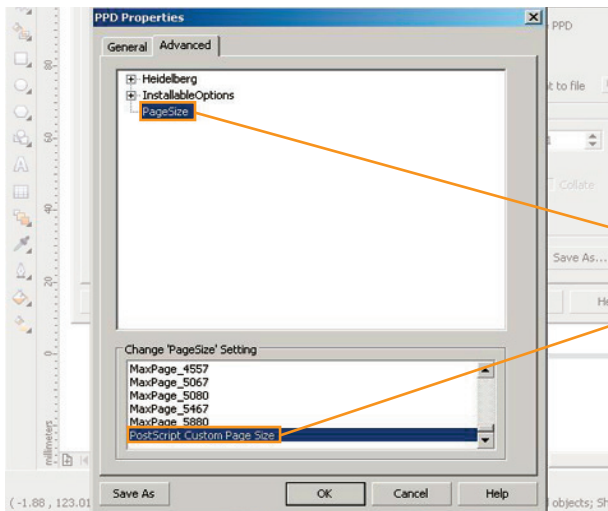 PPD Properties
PPD
General
Advanced
Heidelberg
InstallableOptions
PageSize
t to file
Collate
Save As...
He
Change 'PageSize' Setting
MaxPage_4557
MaxPage_5067
MaxPage_5080
MaxPage_5467
MaxPage_5880
PostScript Custom Page Size
80
60
40
20
0
millimeters
Save As
OK
Cancel
Help
( -1.88 , 123.01
objects; Sh